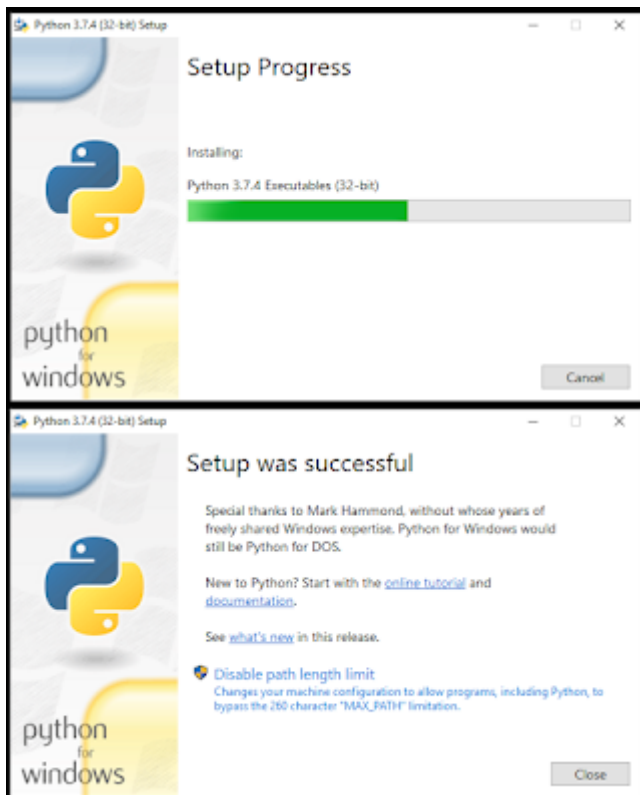 Python 3.7.4 (32-bit) Setup
Setup Progress
Installing:
Python 3.7.4 Executables (32-bit)
python
for
windows
Cancel
Python 3.7.4 (32-bit) Setup
Setup was successful
Special thanks to Mark Hammond, without whose years of
freely shared Windows expertise, Python for Windows would
still be Python for DOS.
New to Python? Start with the online tutorial and
documentation.
See what's new in this release.
Disable path length limit
Changes your machine configuration to allow programs, including Python, to
bypass the 260 character "MAX_PATH" limitation.
python
for
windows
Close